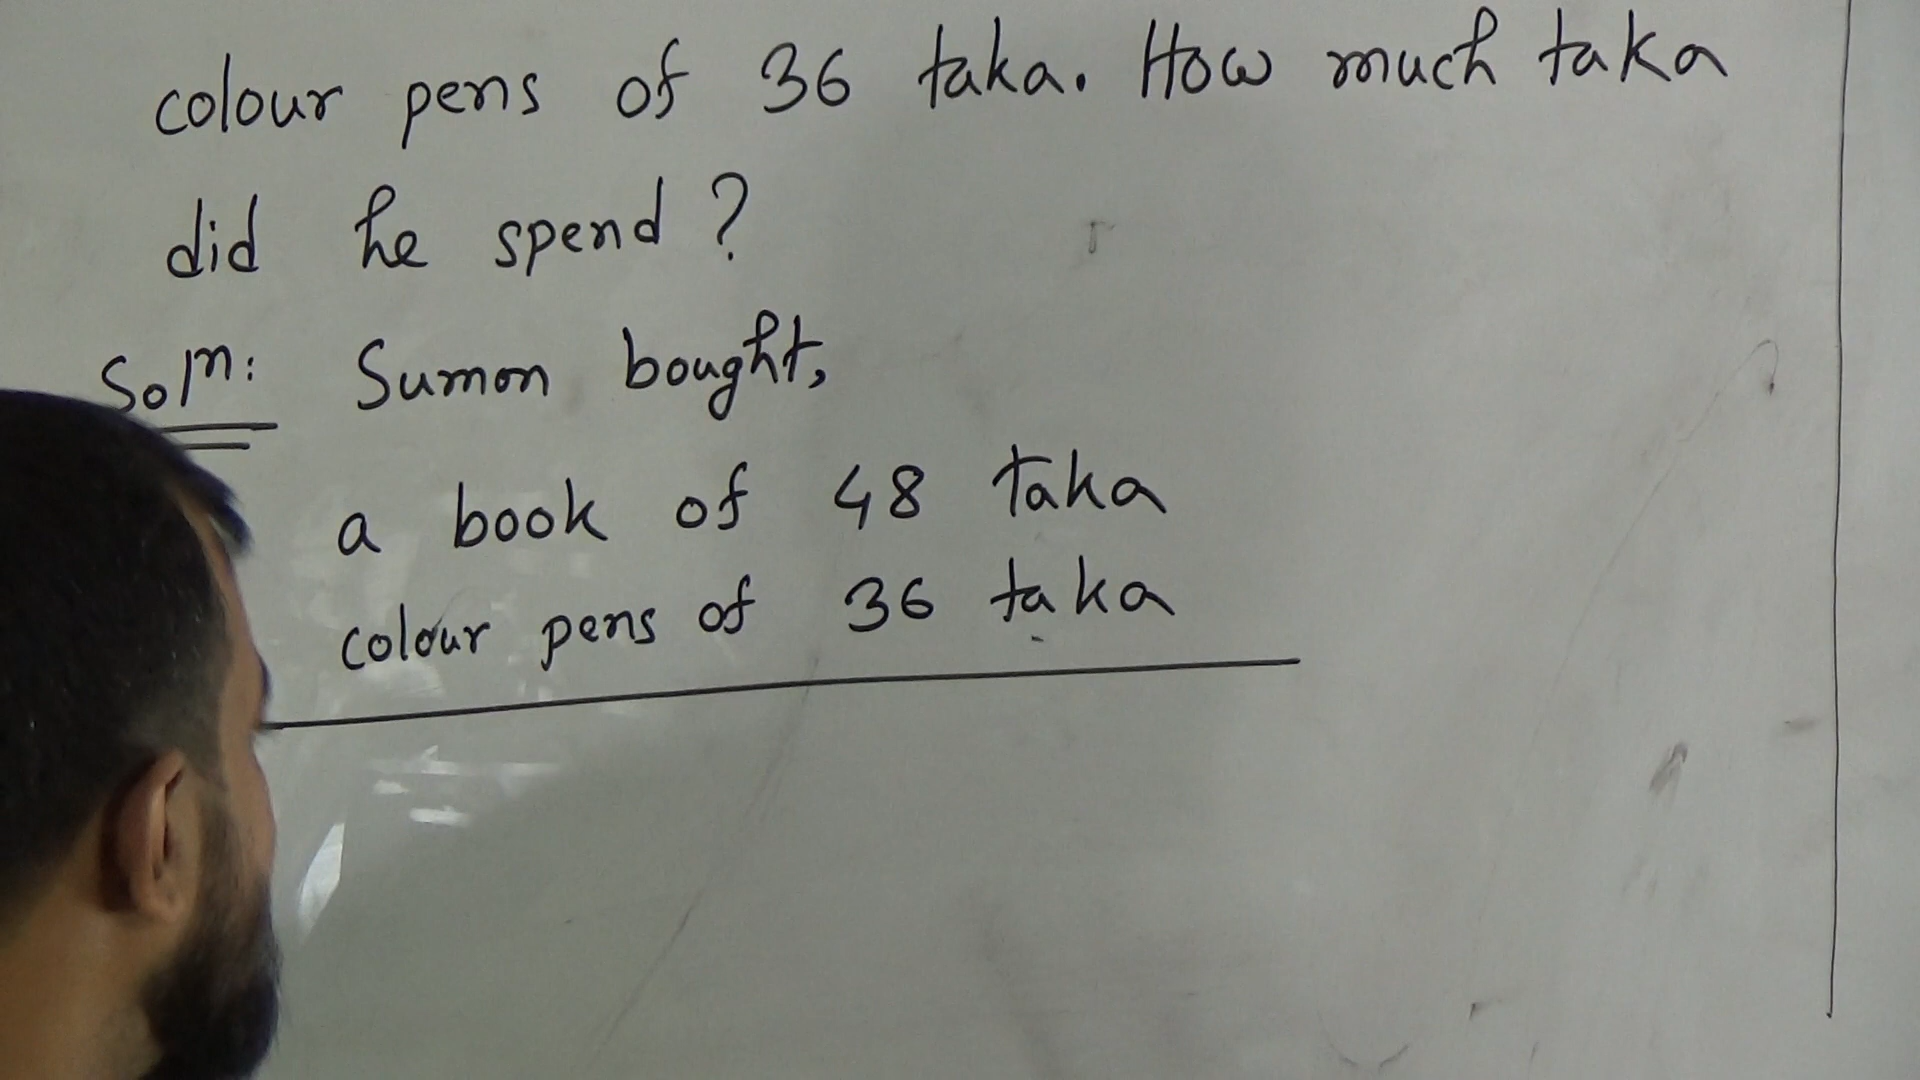 colour pens of 36 taka. How much taka
did he spend?
Soln: Sumon bought,
a book of 48 taka
colour pens of 36 taka